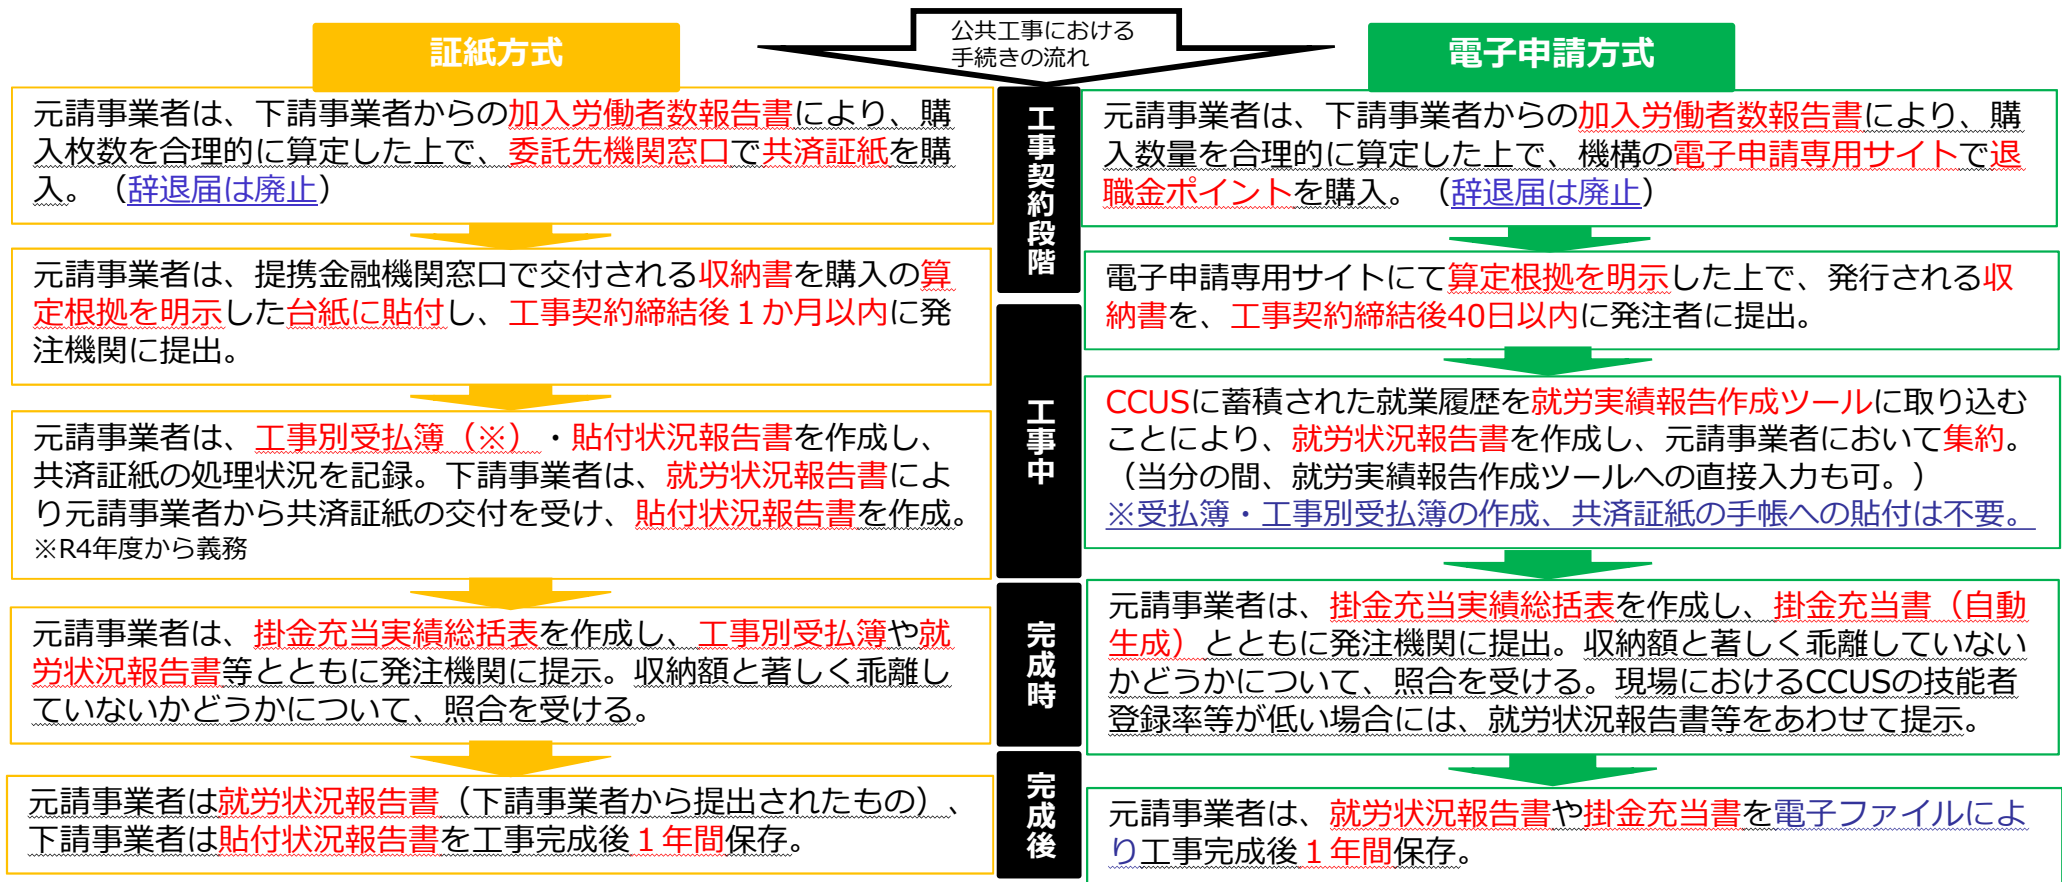 公共工事における
手続きの流れ
証紙方式
元請事業者は、下請事業者からの加入労働者数報告書により、購
入枚数を合理的に算定した上で、委託先機関窓口で共済証紙を購
入。（辞退届は廃止）
元請事業者は、提携金融機関窓口で交付される収納書を購入の算
定根拠を明示した台紙に貼付し、工事契約締結後１か月以内に発
注機関に提出。
元請事業者は、工事別受払簿（※）・貼付状況報告書を作成し、
共済証紙の処理状況を記録。下請事業者は、就労状況報告書によ
り元請事業者から共済証紙の交付を受け、貼付状況報告書を作成。
※R4年度から義務
元請事業者は、掛金充当実績総括表を作成し、工事別受払簿や就
労状況報告書等とともに発注機関に提示。収納額と著しく乖離し
ていないかどうかについて、照合を受ける。
元請事業者は就労状況報告書（下請事業者から提出されたもの）、
下請事業者は貼付状況報告書を工事完成後１年間保存。
工事契約段階
工事中
完成時
完成後
電子申請方式
元請事業者は、下請事業者からの加入労働者数報告書により、購
入数量を合理的に算定した上で、機構の電子申請専用サイトで退
職金ポイントを購入。（辞退届は廃止）
電子申請専用サイトにて算定根拠を明示した上で、発行される収
納書を、工事契約締結後40日以内に発注者に提出。
CCUSに蓄積された就業履歴を就労実績報告作成ツールに取り込む
ことにより、就労状況報告書を作成し、元請事業者において集約。
（当分の間、就労実績報告作成ツールへの直接入力も可。）
※受払簿・工事別受払簿の作成、共済証紙の手帳への貼付は不要。
元請事業者は、掛金充当実績総括表を作成し、掛金充当書（自動
生成）とともに発注機関に提出。収納額と著しく乖離していない
かどうかについて、照合を受ける。現場におけるCCUSの技能者
登録率等が低い場合には、就労状況報告書等をあわせて提示。
元請事業者は、就労状況報告書や掛金充当書を電子ファイルによ
り工事完成後１年間保存。